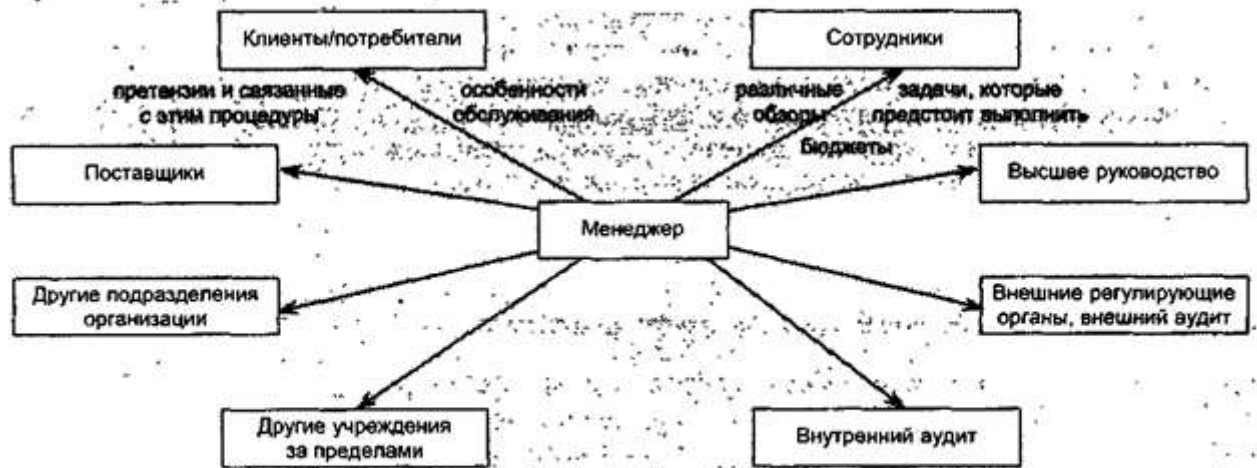 Клиенты/потребители
Сотрудники
претензии и связанные
с этим процедуры
особенности
обслуживания
различные
обзоры
задачи, которые
предстоит выполнить
бюджеты
Поставщики
Высшее руководство
Менеджер
Другие подразделения
организации
Внешние регулирующие
органы, внешний аудит
Другие учреждения
за пределами
Внутренний аудит